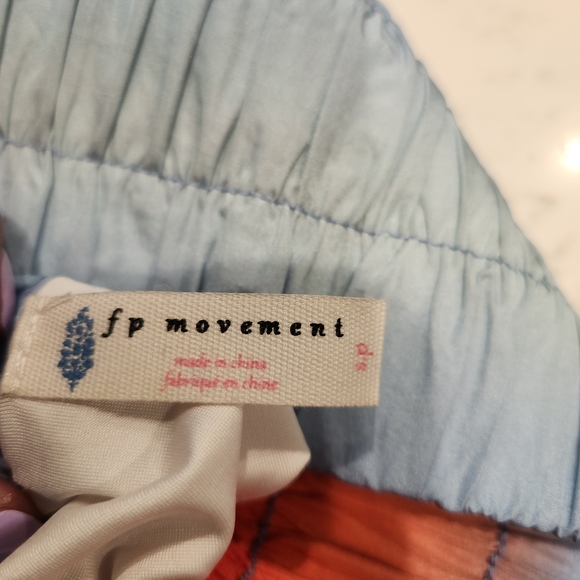 fp movement
made in china
fabriqué en chine
s-p